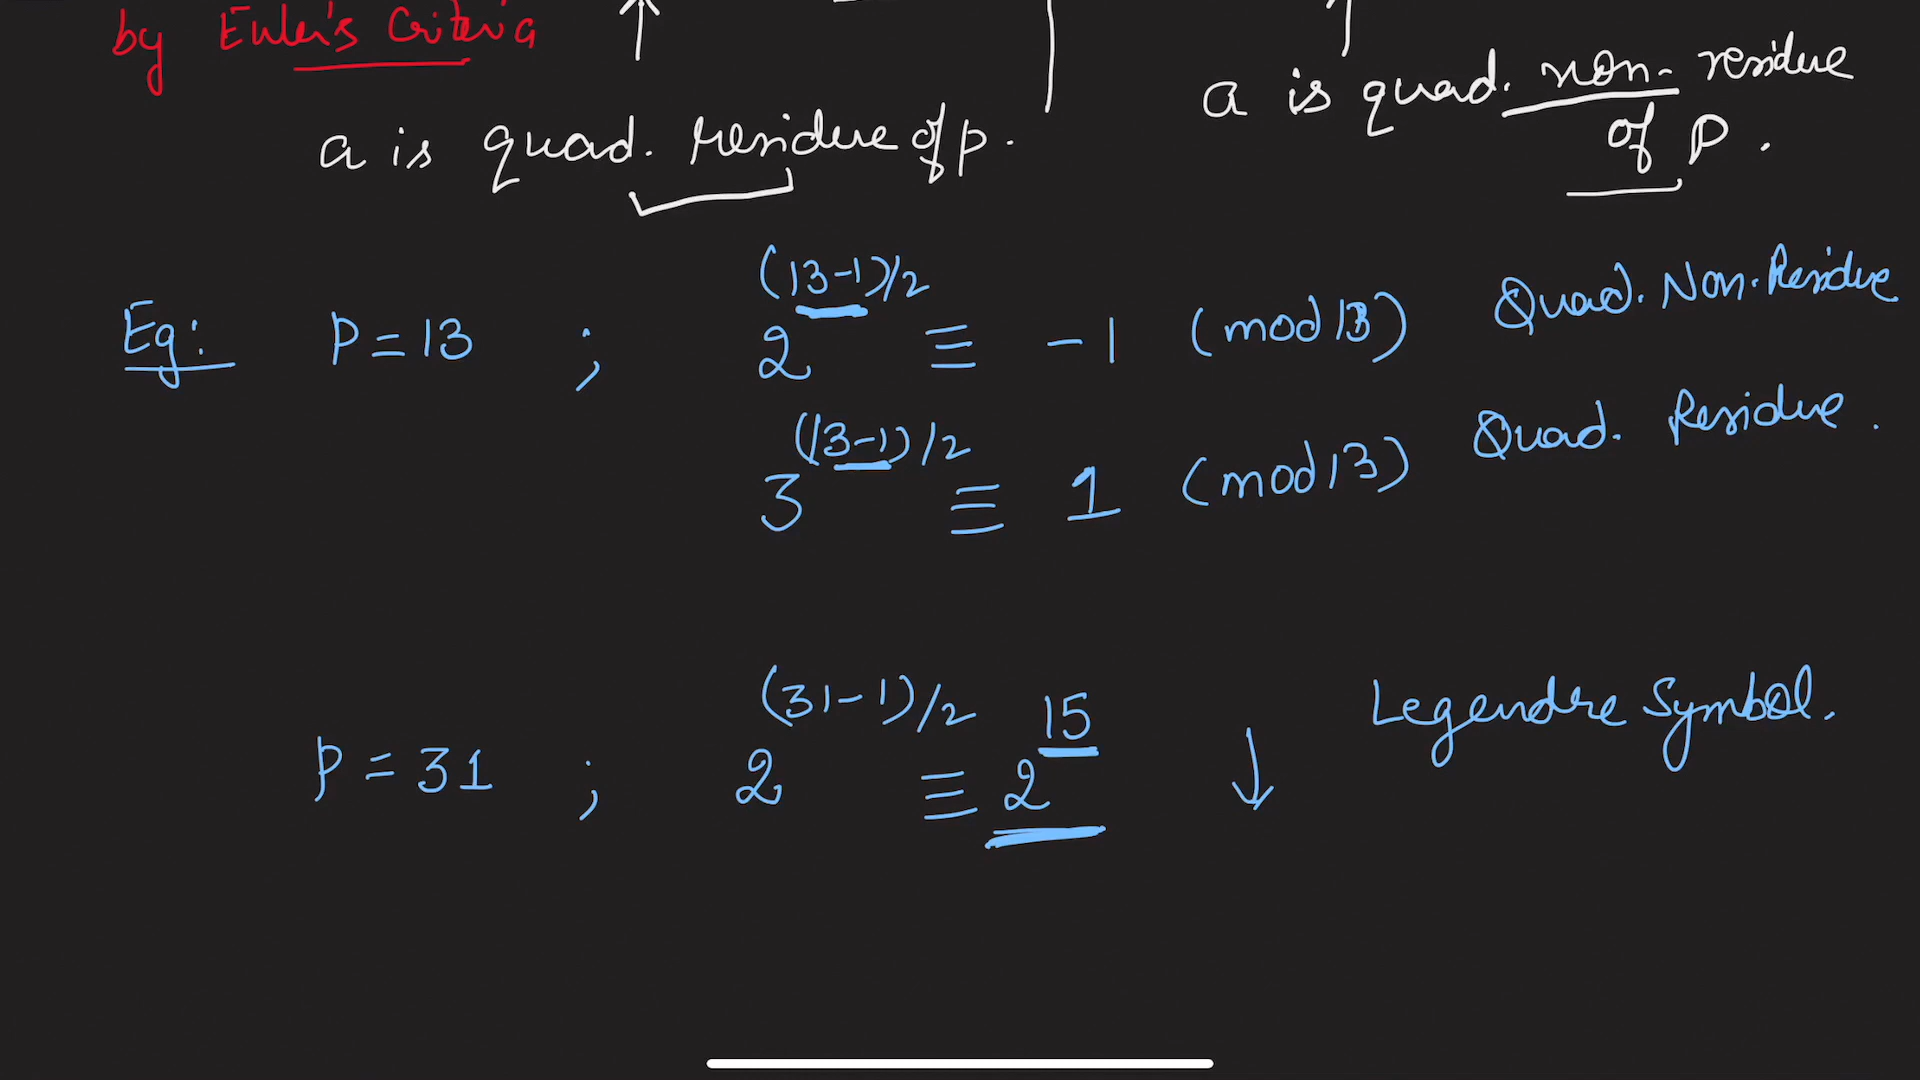 by Euler's Criteria
a is quad. residue of p.
a is quad. non-residue
of p.
Eg: P = 13 ; 2^(13-1)/2 ≡ -1 (mod 13) Quad. Non-Residue
3^(13-1)/2 ≡ 1 (mod 13) Quad. Residue.
p = 31 ; 2^(31-1)/2 ≡ 2^15 ↓ Legendre Symbol.